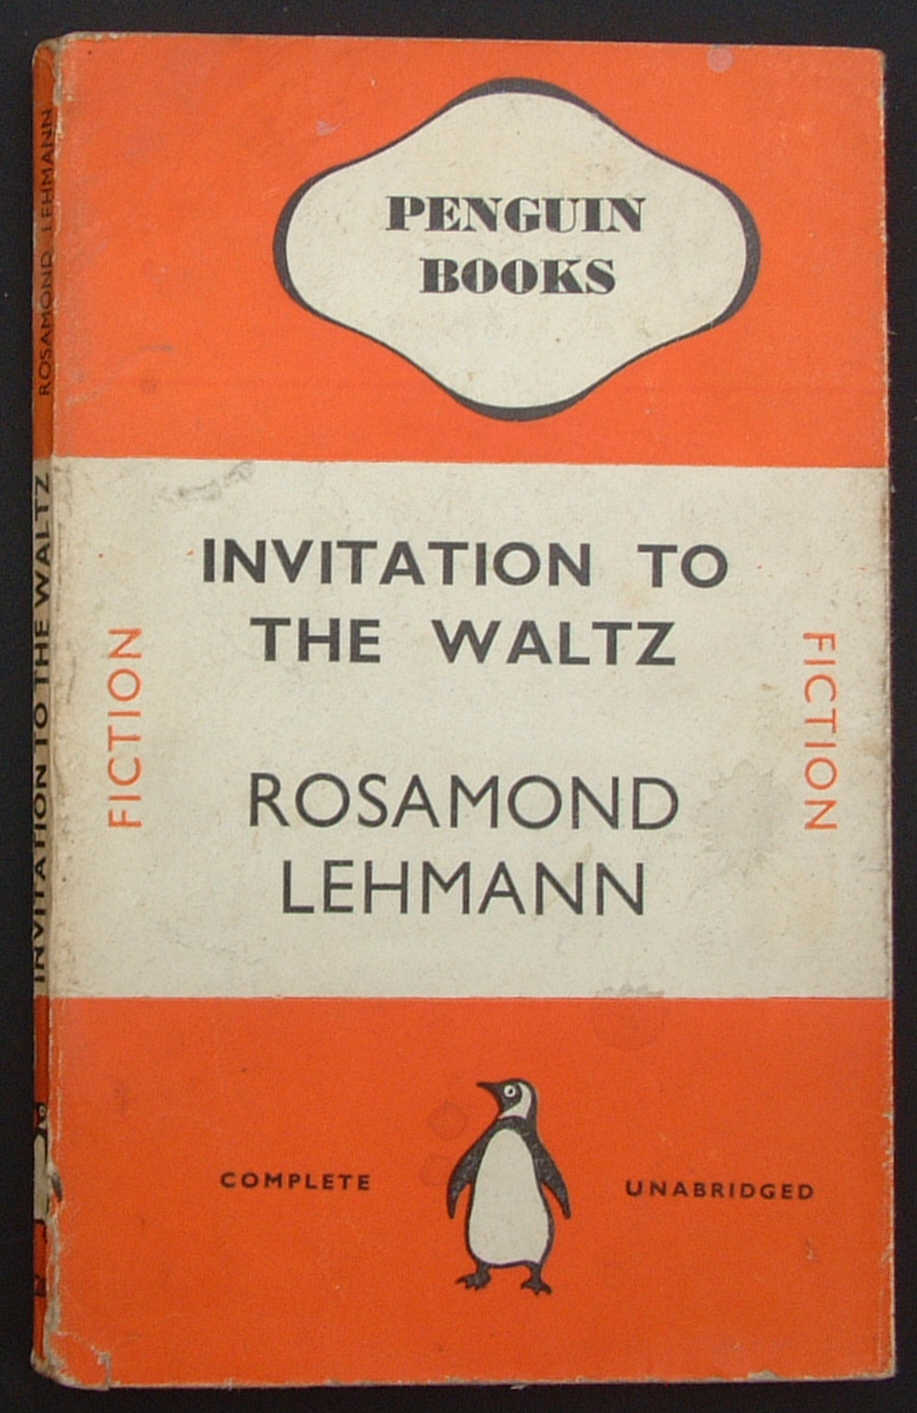 PENGUIN
BOOKS
INVITATION TO
THE WALTZ
FICTION
FICTION
ROSAMOND
LEHMANN
COMPLETE
UNABRIDGED
ROSAMOND LEHMANN
INVITATION TO THE WALTZ